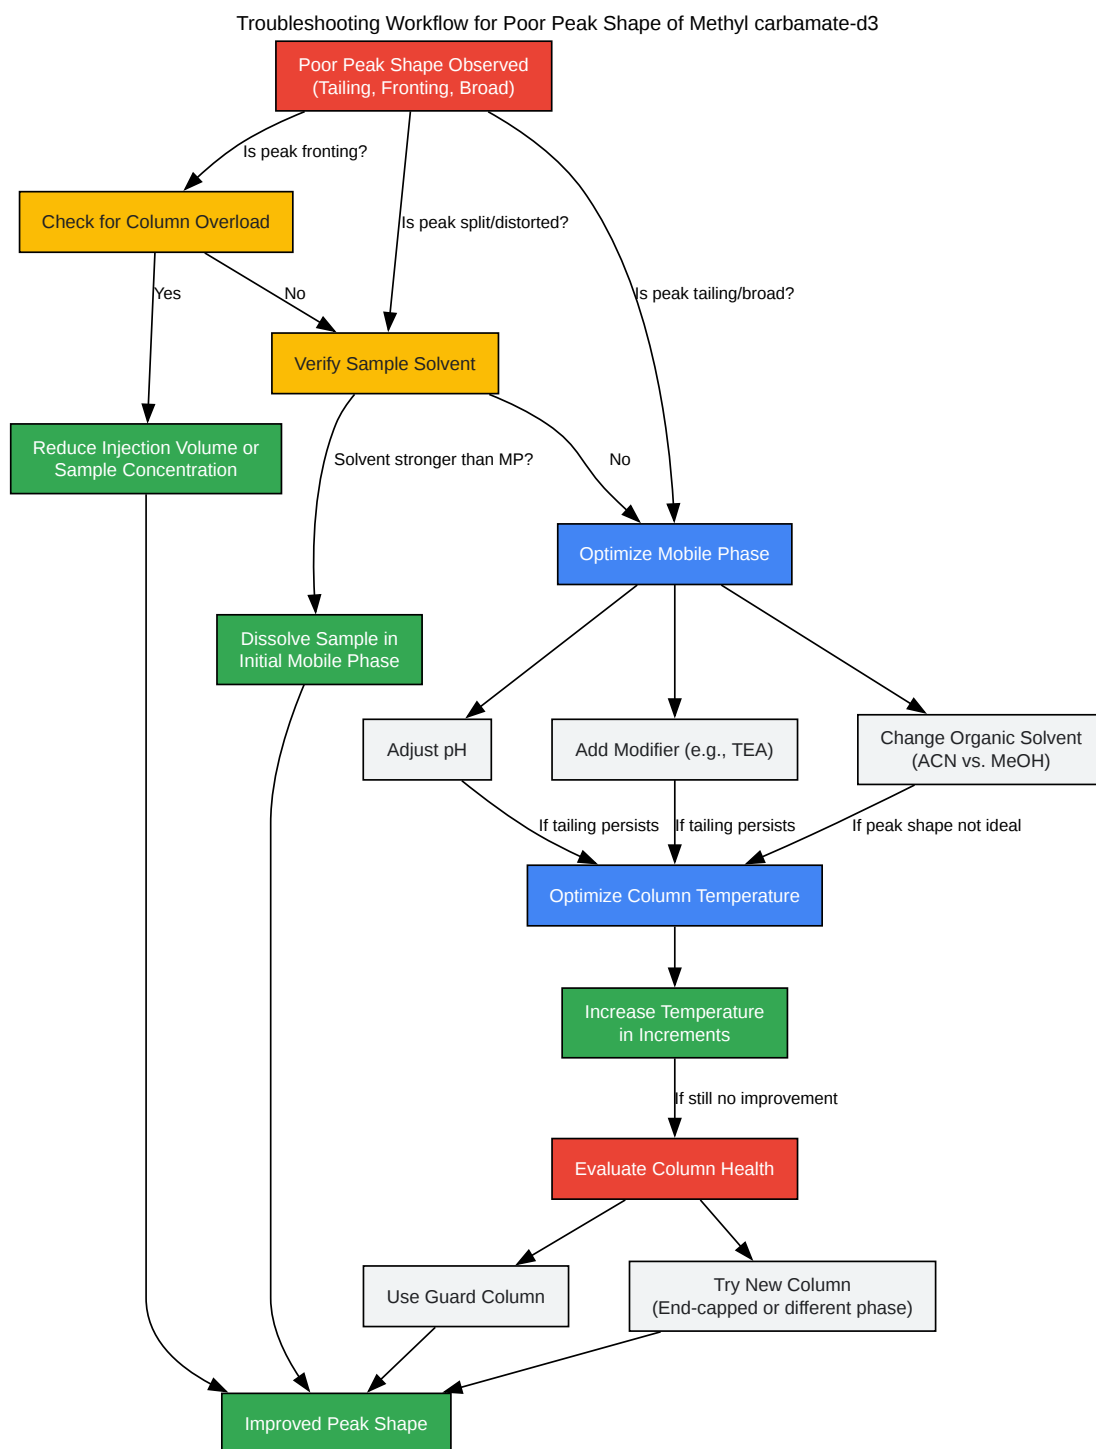 Troubleshooting Workflow for Poor Peak Shape of Methyl carbamate-d3
Poor Peak Shape Observed
(Tailing, Fronting, Broad)
Is peak fronting?
Check for Column Overload
Is peak split/distorted?
Is peak tailing/broad?
Yes
No
Verify Sample Solvent
Reduce Injection Volume or
Sample Concentration
Solvent stronger than MP?
No
Optimize Mobile Phase
Dissolve Sample in
Initial Mobile Phase
Adjust pH
Add Modifier (e.g., TEA)
Change Organic Solvent
(ACN vs. MeOH)
If tailing persists
If tailing persists
If peak shape not ideal
Optimize Column Temperature
Increase Temperature
in Increments
If still no improvement
Evaluate Column Health
Use Guard Column
Try New Column
(End-capped or different phase)
Improved Peak Shape